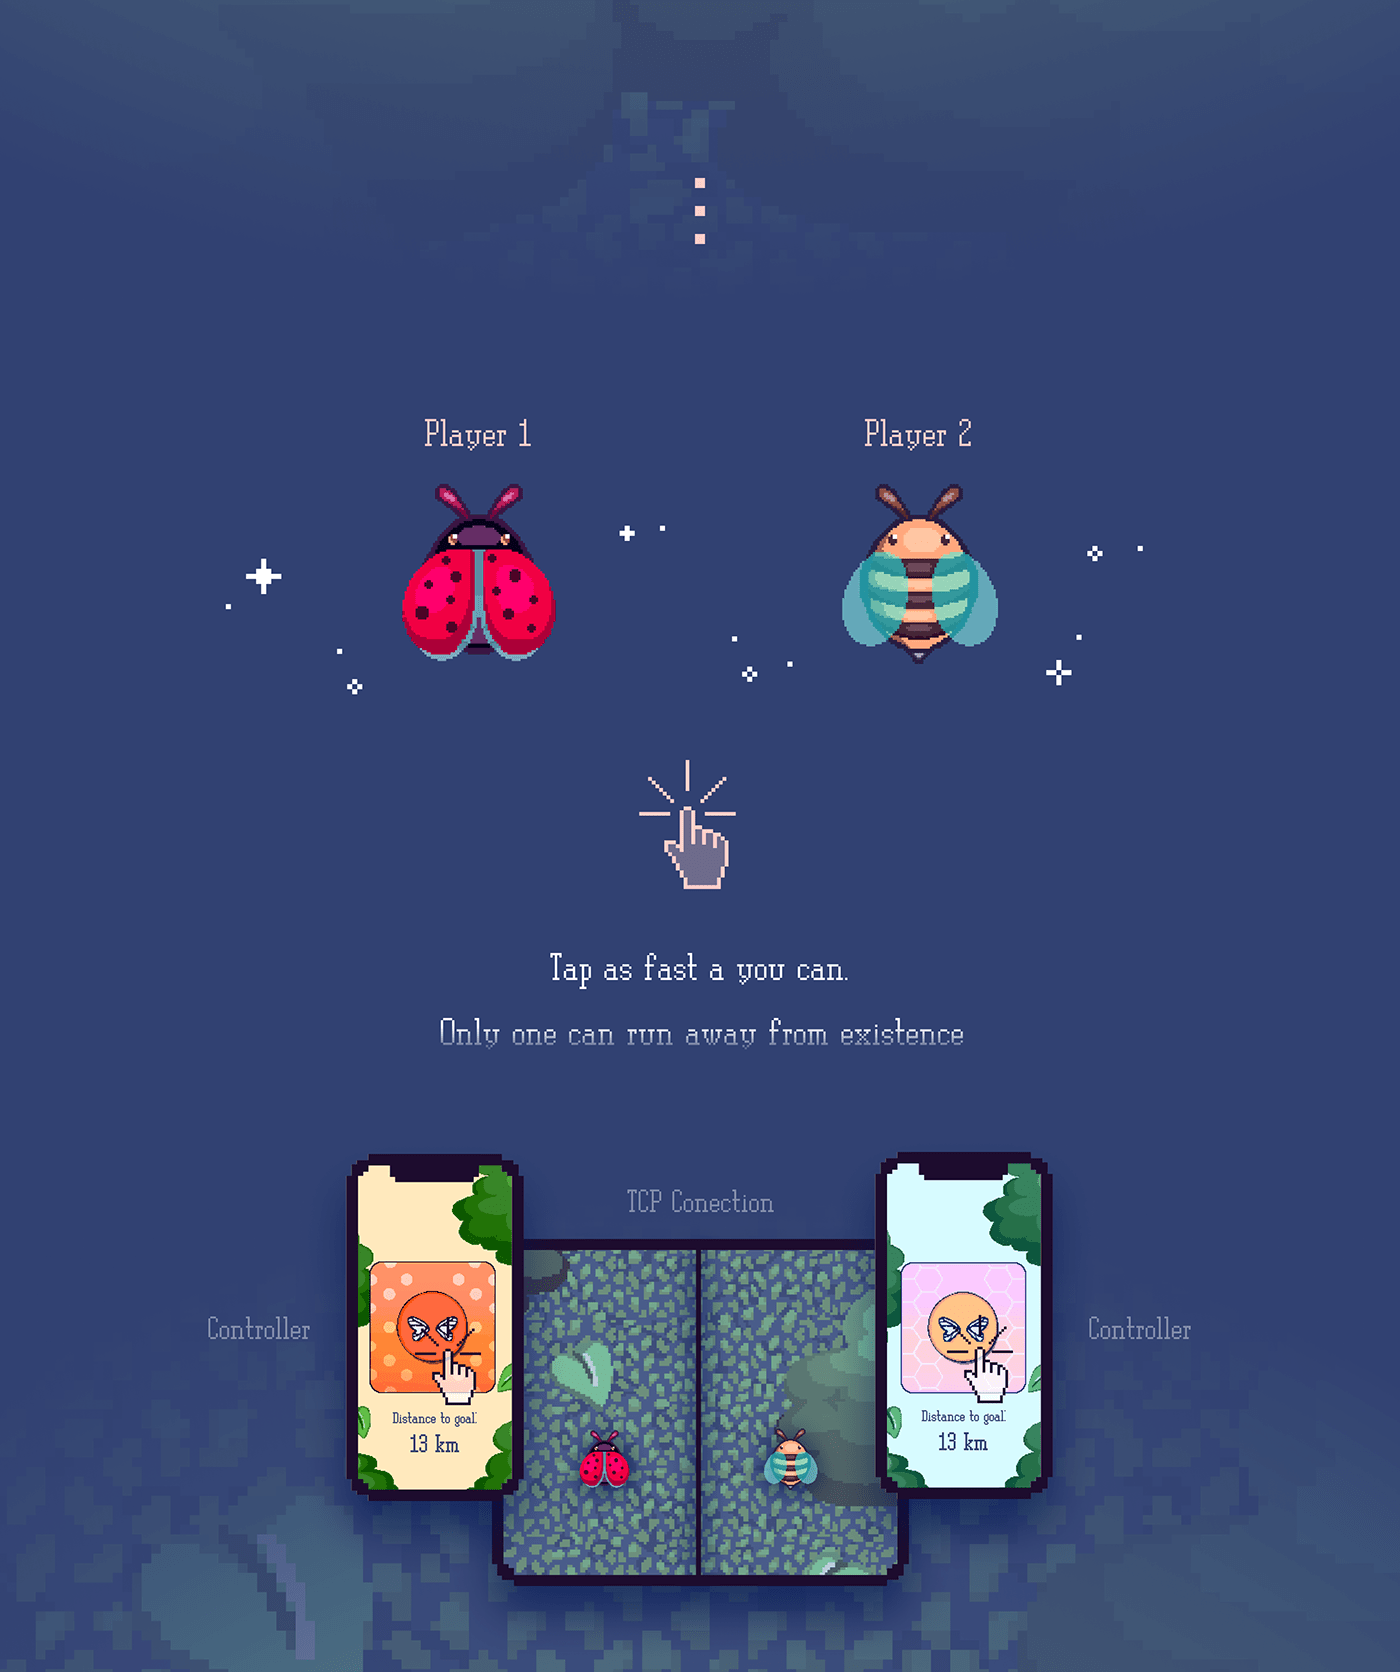 Player 1
Player 2
Tap as fast a you can.
Only one can run away from existence
TCP Conection
Controller
Controller
Distance to goal:
13 km
Distance to goal:
13 km